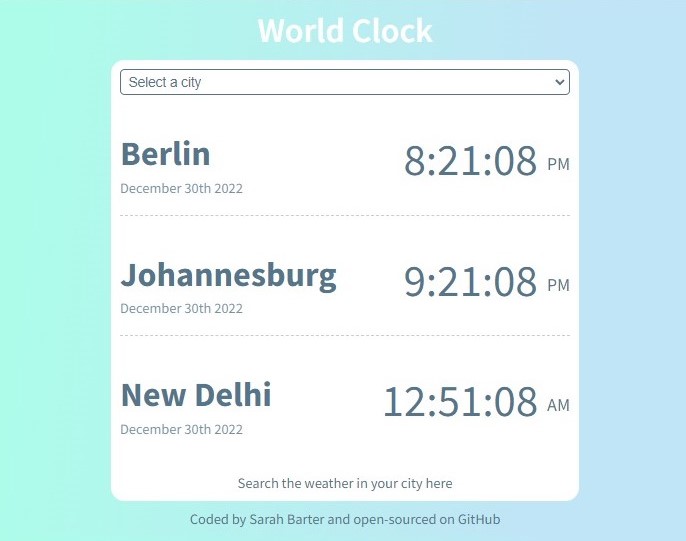 World Clock
Select a city
Berlin
8:21:08 PM
December 30th 2022
Johannesburg
9:21:08 PM
December 30th 2022
New Delhi
12:51:08 AM
December 30th 2022
Search the weather in your city here
Coded by Sarah Barter and open-sourced on GitHub